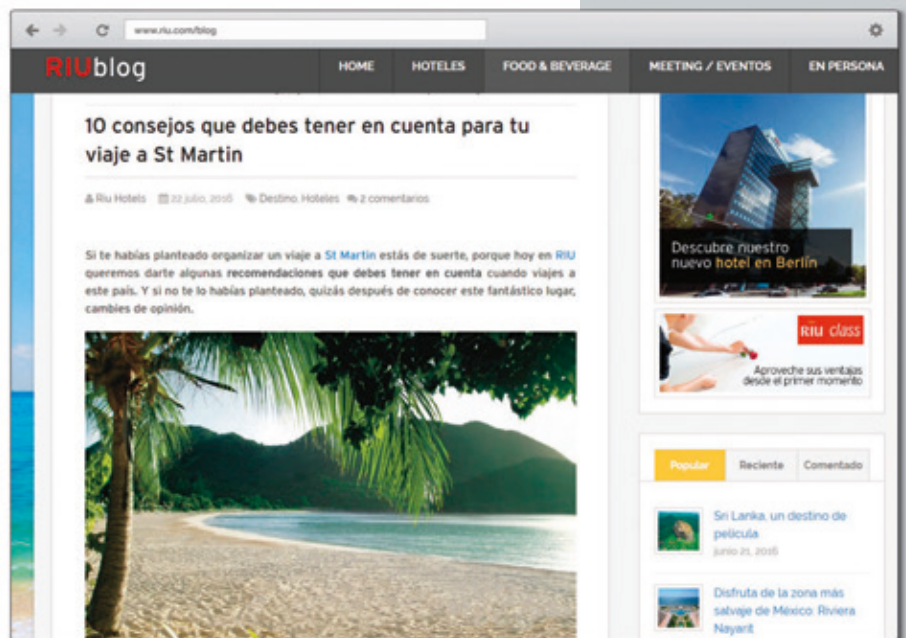 www.riu.com/blog
RIUblog
HOME
HOTELES
FOOD & BEVERAGE
MEETING / EVENTOS
EN PERSONA
10 consejos que debes tener en cuenta para tu
viaje a St Martin
Riu Hotels 22 julio, 2016 Destino, Hoteles 2 comentarios
Si te habías planteado organizar un viaje a St Martin estás de suerte, porque hoy en RIU
queremos darte algunas recomendaciones que debes tener en cuenta cuando viajes a
este país. Y si no te lo habías planteado, quizás después de conocer este fantástico lugar,
cambies de opinión.
Descubre nuestro
nuevo hotel en Berlín
RIU class
Aproveche sus ventajas
desde el primer momento
Popular
Reciente
Comentado
Sri Lanka, un destino de
película
junio 21, 2016
Disfruta de la zona más
salvaje de México: Riviera
Nayarit